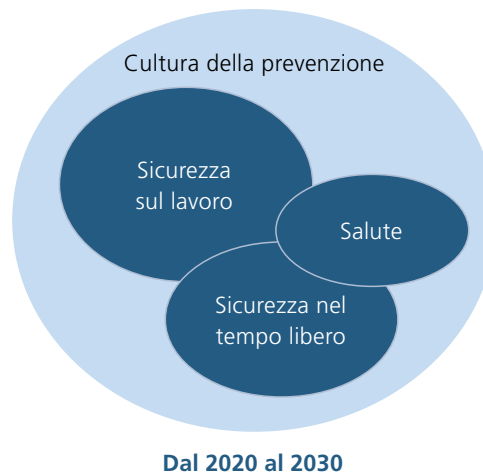 Cultura della prevenzione
Sicurezza
sul lavoro
Salute
Sicurezza nel
tempo libero
Dal 2020 al 2030